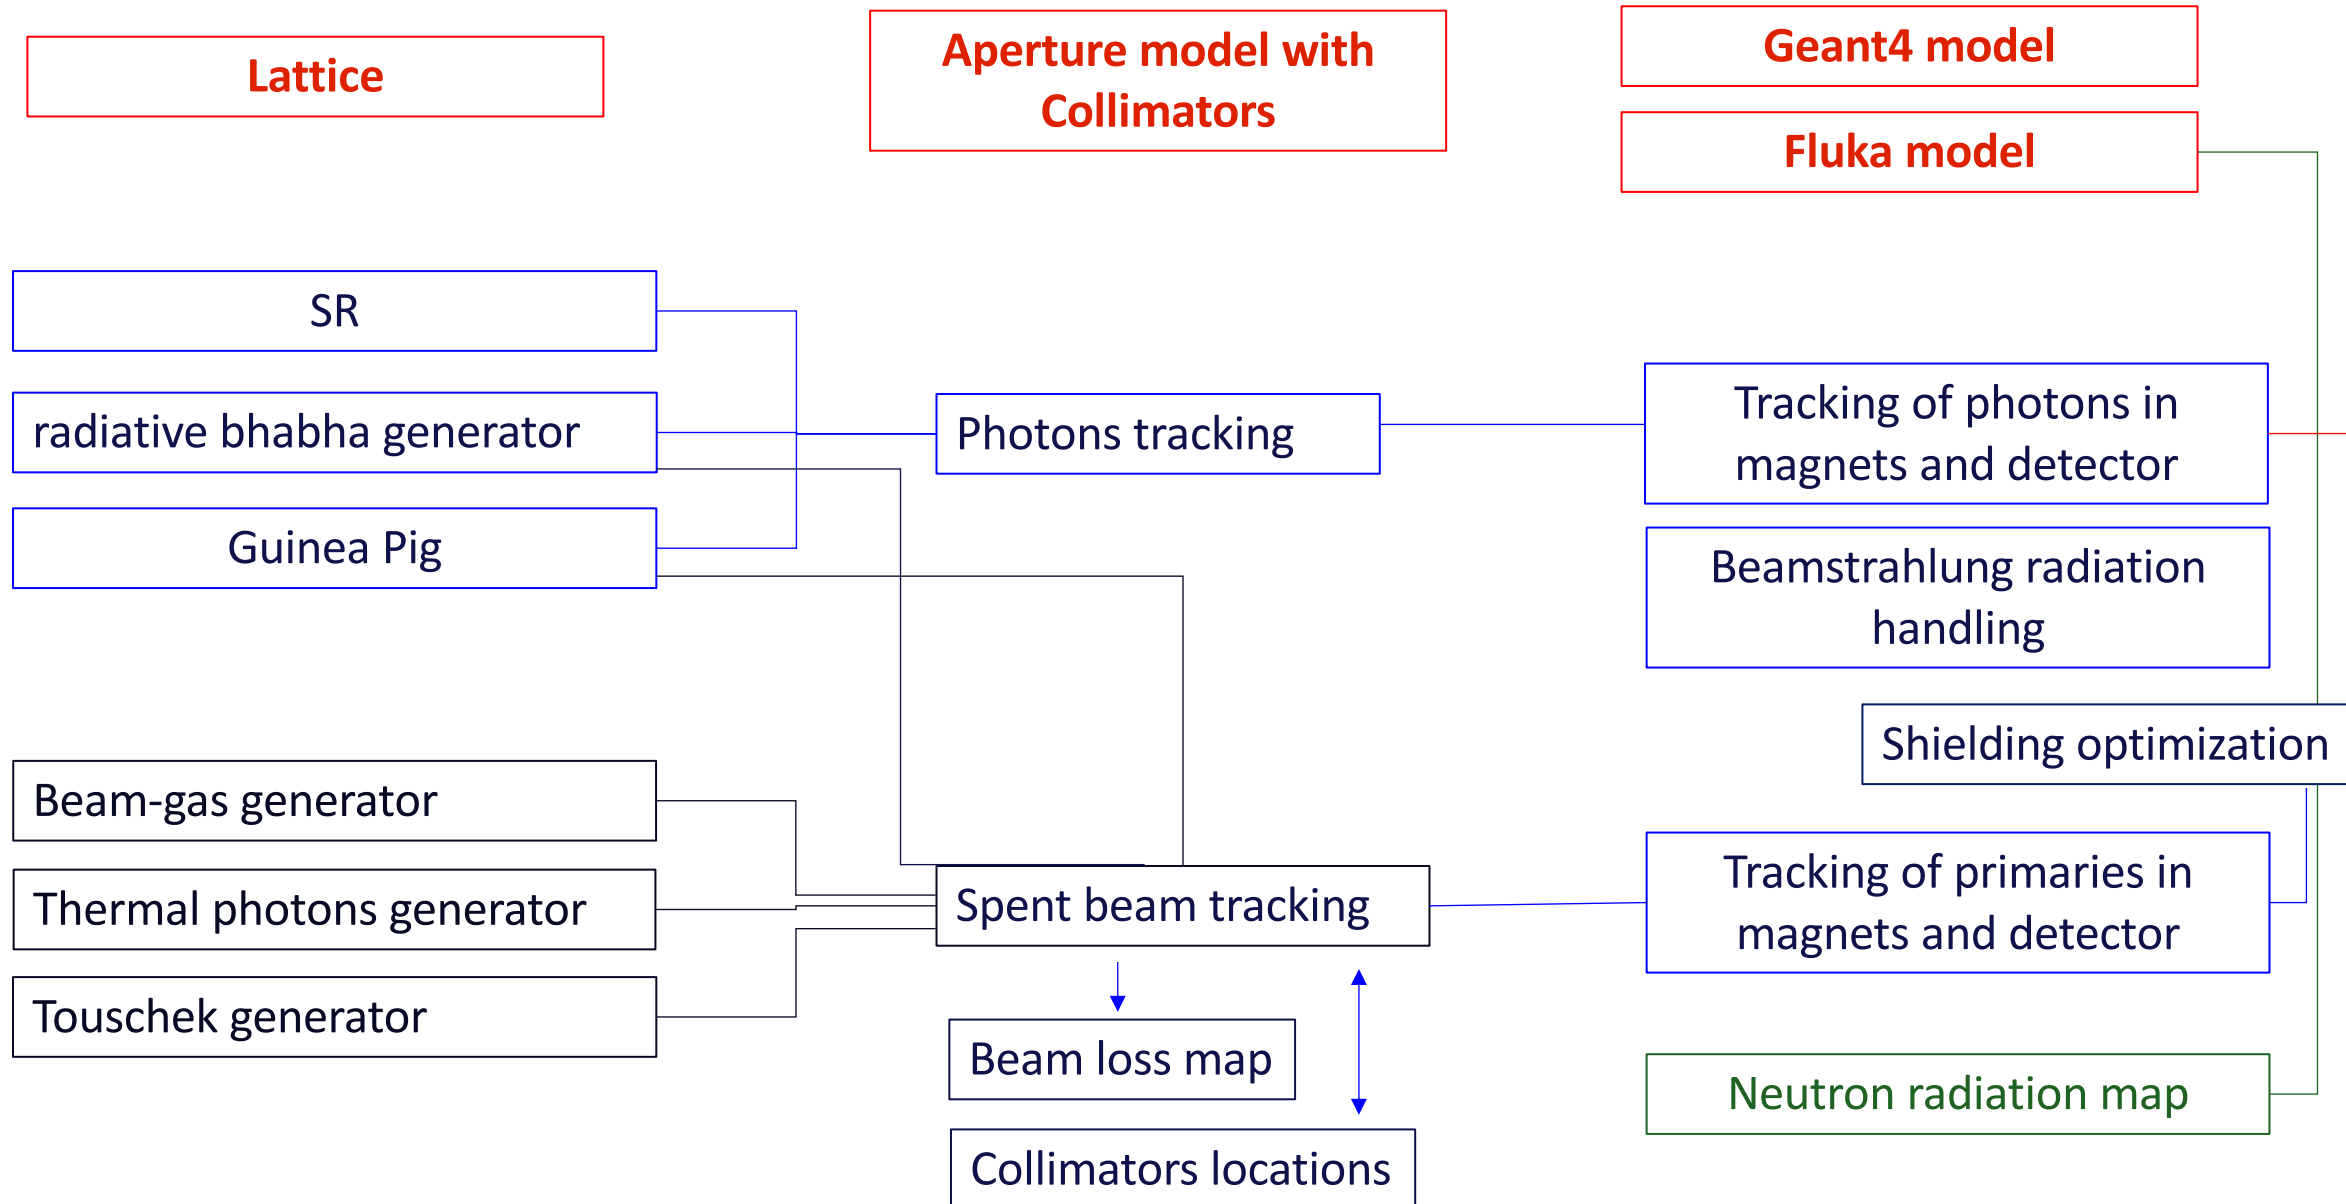 Lattice
Aperture model with
Collimators
Geant4 model
Fluka model
SR
radiative bhabha generator
Guinea Pig
Photons tracking
Tracking of photons in
magnets and detector
Beamstrahlung radiation
handling
Shielding optimization
Beam-gas generator
Thermal photons generator
Touschek generator
Spent beam tracking
Tracking of primaries in
magnets and detector
Beam loss map
Collimators locations
Neutron radiation map